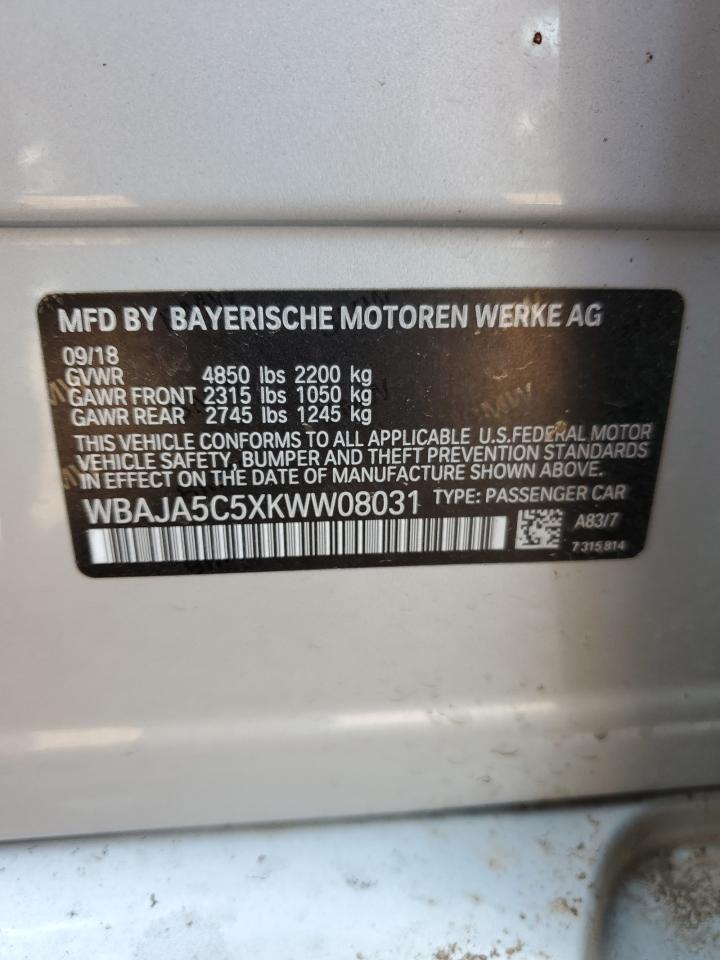 MFD BY BAYERISCHE MOTOREN WERKE AG
09/18
GVWR 4850 lbs 2200 kg
GAWR FRONT 2315 lbs 1050 kg
GAWR REAR 2745 lbs 1245 kg
THIS VEHICLE CONFORMS TO ALL APPLICABLE U.S.FEDERAL MOTOR
VEHICLE SAFETY, BUMPER AND THEFT PREVENTION STANDARDS
IN EFFECT ON THE DATE OF MANUFACTURE SHOWN ABOVE.
WBAJA5C5XKWW08031 TYPE: PASSENGER CAR
A83/7
7 315 814